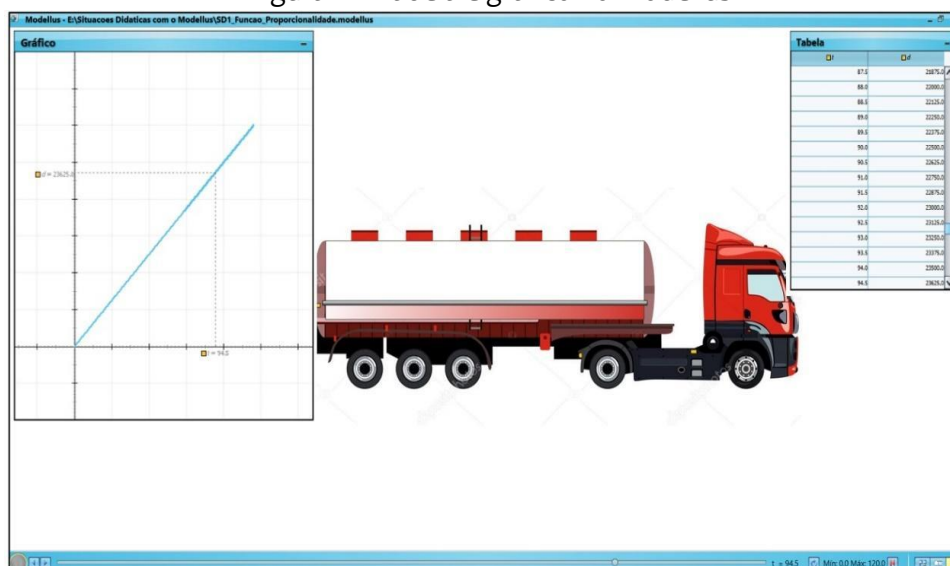 Modellus - E:\Situacoes Didaticas com o Modellus\SD1_Funcao_Proporcionalidade.modellus
Gráfico
d = 23625.0
t = 94.0
Tabela
t d
87.5 21875.0
88.0 22000.0
88.5 22125.0
89.0 22250.0
89.5 22375.0
90.0 22500.0
90.5 22625.0
91.0 22750.0
91.5 22875.0
92.0 23000.0
92.5 23125.0
93.0 23250.0
93.5 23375.0
94.0 23500.0
94.5 23625.0
t = 94.5 Mín: 0.0 Máx: 120.0